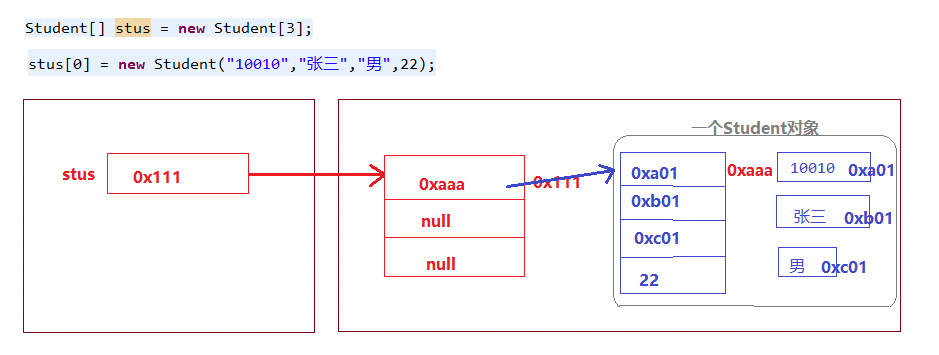 Student[] stus = new Student[3];
stus[0] = new Student("10010","张三","男",22);
一个Student对象
stus
0x111
0xaaa
0x111
null
null
0xa01
0xb01
0xc01
22
0xaaa
10010
0xa01
张三
0xb01
男
0xc01